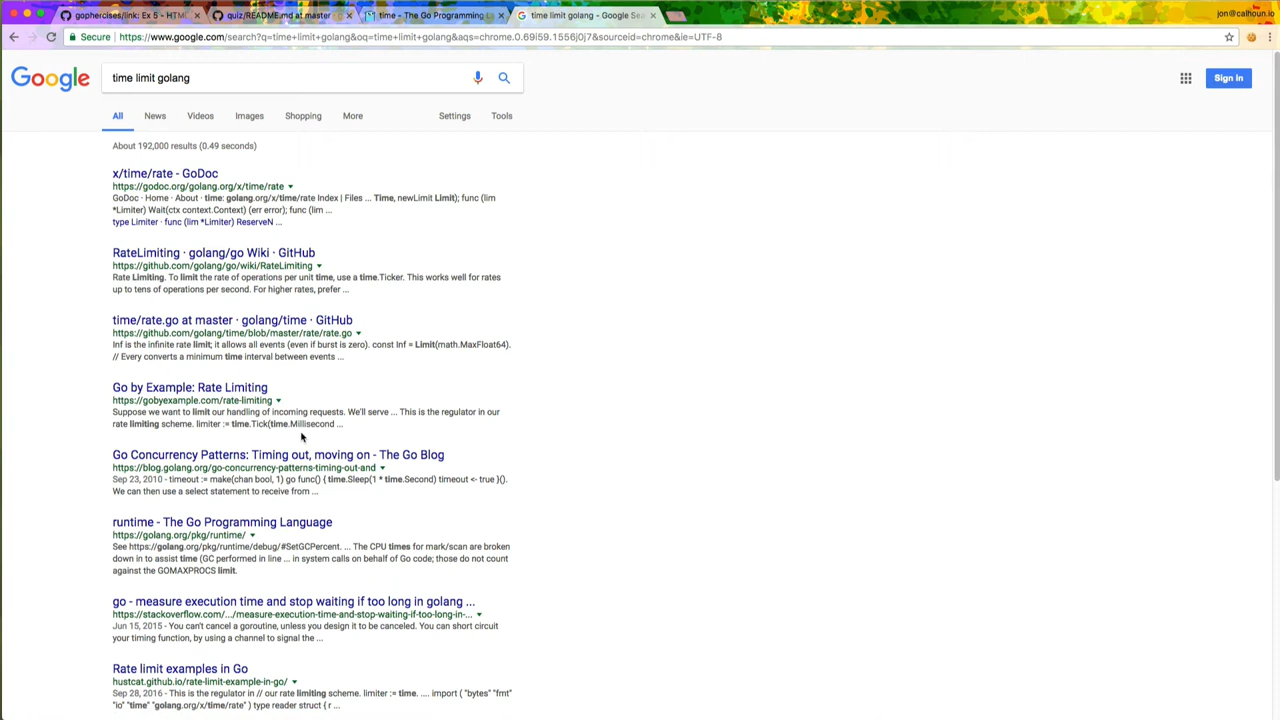 gophercises/link: Ex 5 - HTML
quiz/README.md at master ·
time - The Go Programming La
time limit golang - Google Sea
jon@calhoun.io
Secure
https://www.google.com/search?q=time+limit+golang&oq=time+limit+golang&aqs=chrome.0.69i59.1556j0j7&sourceid=chrome&ie=UTF-8
Google
time limit golang
Sign in
All News Videos Images Shopping More Settings Tools
About 192,000 results (0.49 seconds)
x/time/rate - GoDoc
https://godoc.org/golang.org/x/time/rate
GoDoc · Home · About · time: golang.org/x/time/rate Index | Files ... Time, newLimit Limit); func (lim
*Limiter) Wait(ctx context.Context) (err error); func (lim ...
type Limiter · func (lim *Limiter) ReserveN ...
RateLimiting · golang/go Wiki · GitHub
https://github.com/golang/go/wiki/RateLimiting
Rate Limiting. To limit the rate of operations per unit time, use a time.Ticker. This works well for rates
up to tens of operations per second. For higher rates, prefer ...
time/rate.go at master · golang/time · GitHub
https://github.com/golang/time/blob/master/rate/rate.go
Inf is the infinite rate limit; it allows all events (even if burst is zero). const Inf = Limit(math.MaxFloat64).
// Every converts a minimum time interval between events ...
Go by Example: Rate Limiting
https://gobyexample.com/rate-limiting
Suppose we want to limit our handling of incoming requests. We'll serve ... This is the regulator in our
rate limiting scheme. limiter := time.Tick(time.Millisecond ...
Go Concurrency Patterns: Timing out, moving on - The Go Blog
https://blog.golang.org/go-concurrency-patterns-timing-out-and
Sep 23, 2010 - timeout := make(chan bool, 1) go func() { time.Sleep(1 * time.Second) timeout <- true }().
We can then use a select statement to receive from ...
runtime - The Go Programming Language
https://golang.org/pkg/runtime/
See https://golang.org/pkg/runtime/debug/#SetGCPercent. ... The CPU times for mark/scan are broken
down in to assist time (GC performed in line ... in system calls on behalf of Go code; those do not count
against the GOMAXPROCS limit.
go - measure execution time and stop waiting if too long in golang ...
https://stackoverflow.com/.../measure-execution-time-and-stop-waiting-if-too-long-in-...
Jun 15, 2015 - You can't cancel a goroutine, unless you design it to be canceled. You can short circuit
your timing function, by using a channel to signal the ...
Rate limit examples in Go
hustcat.github.io/rate-limit-example-in-go/
Sep 28, 2016 - This is the regulator in // our rate limiting scheme. limiter := time. .... import ( "bytes" "fmt"
"io" "time" "golang.org/x/time/rate" ) type reader struct { r ...